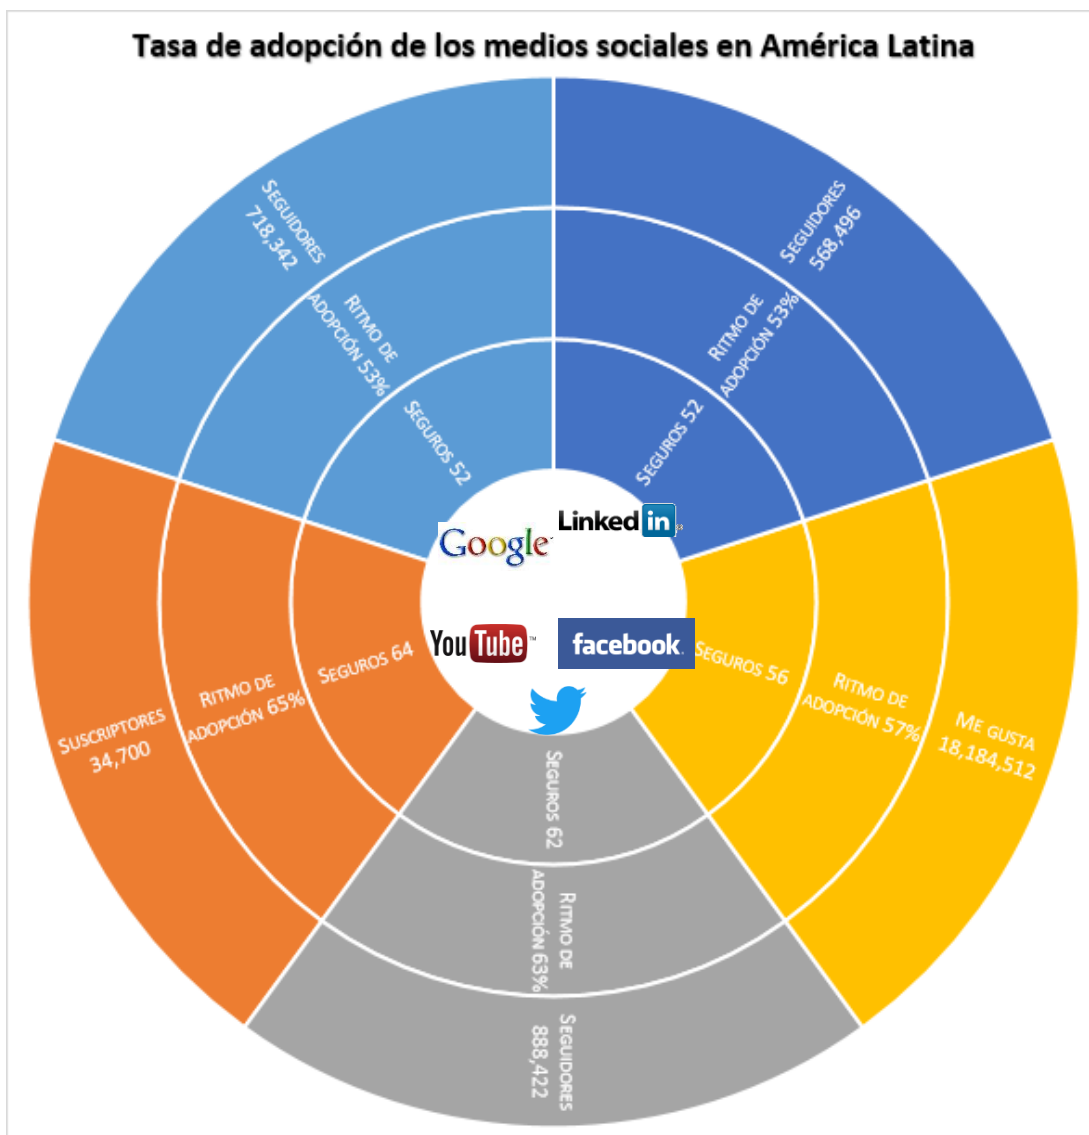 Tasa de adopción de los medios sociales en América Latina
Seguidores
718,342
Ritmo de
adopción 53%
Seguros 52
Seguidores
568,496
Ritmo de
adopción 53%
Seguros 52
Google
Linked in
YouTube
facebook.
Suscriptores
34,700
Ritmo de
adopción 65%
Seguros 64
Seguros 56
Ritmo de
adopción 57%
Me gusta
18,184,512
Seguros 62
Ritmo de
adopción 63%
Seguidores
888,422